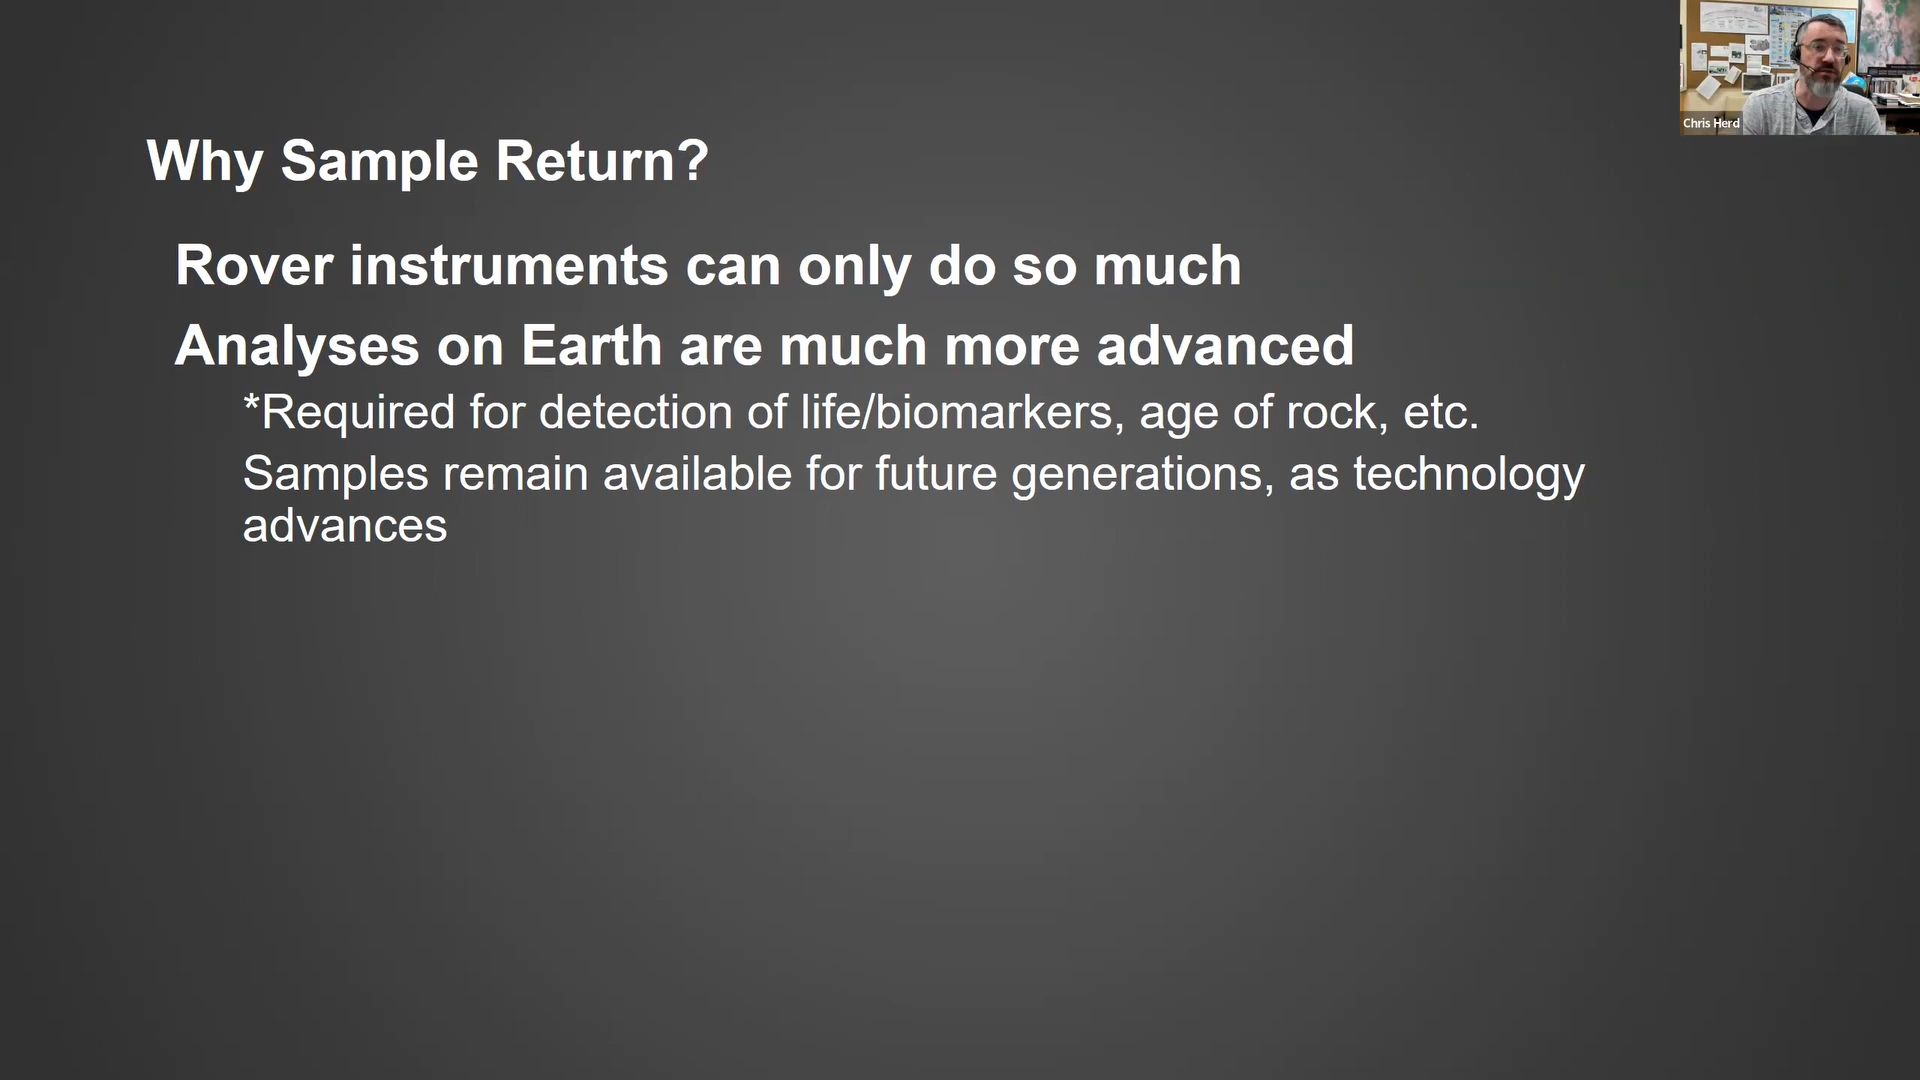 Why Sample Return?
Rover instruments can only do so much
Analyses on Earth are much more advanced
*Required for detection of life/biomarkers, age of rock, etc.
Samples remain available for future generations, as technology
advances
Chris Herd